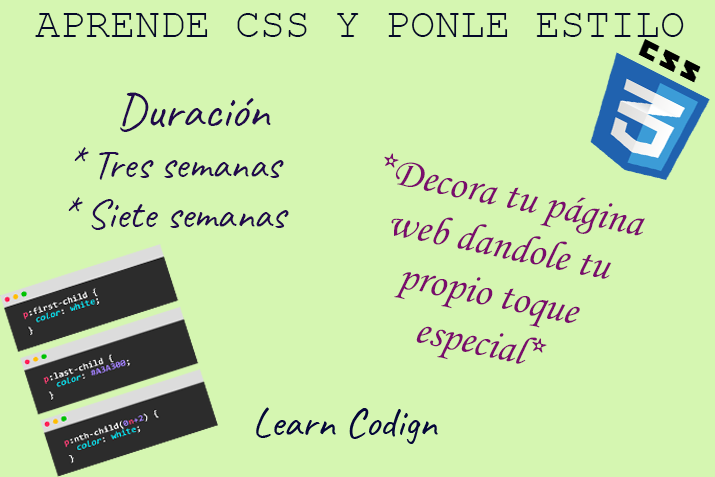 APRENDE CSS Y PONLE ESTILO
CSS
3
Duración
* Tres semanas
* Siete semanas
*Decora tu página
web dandole tu
propio toque
especial*
p:first-child {
color: white;
}
p:last-child {
color: #A3A300;
}
p:nth-child(0n+2) {
color: white;
}
Learn Codign